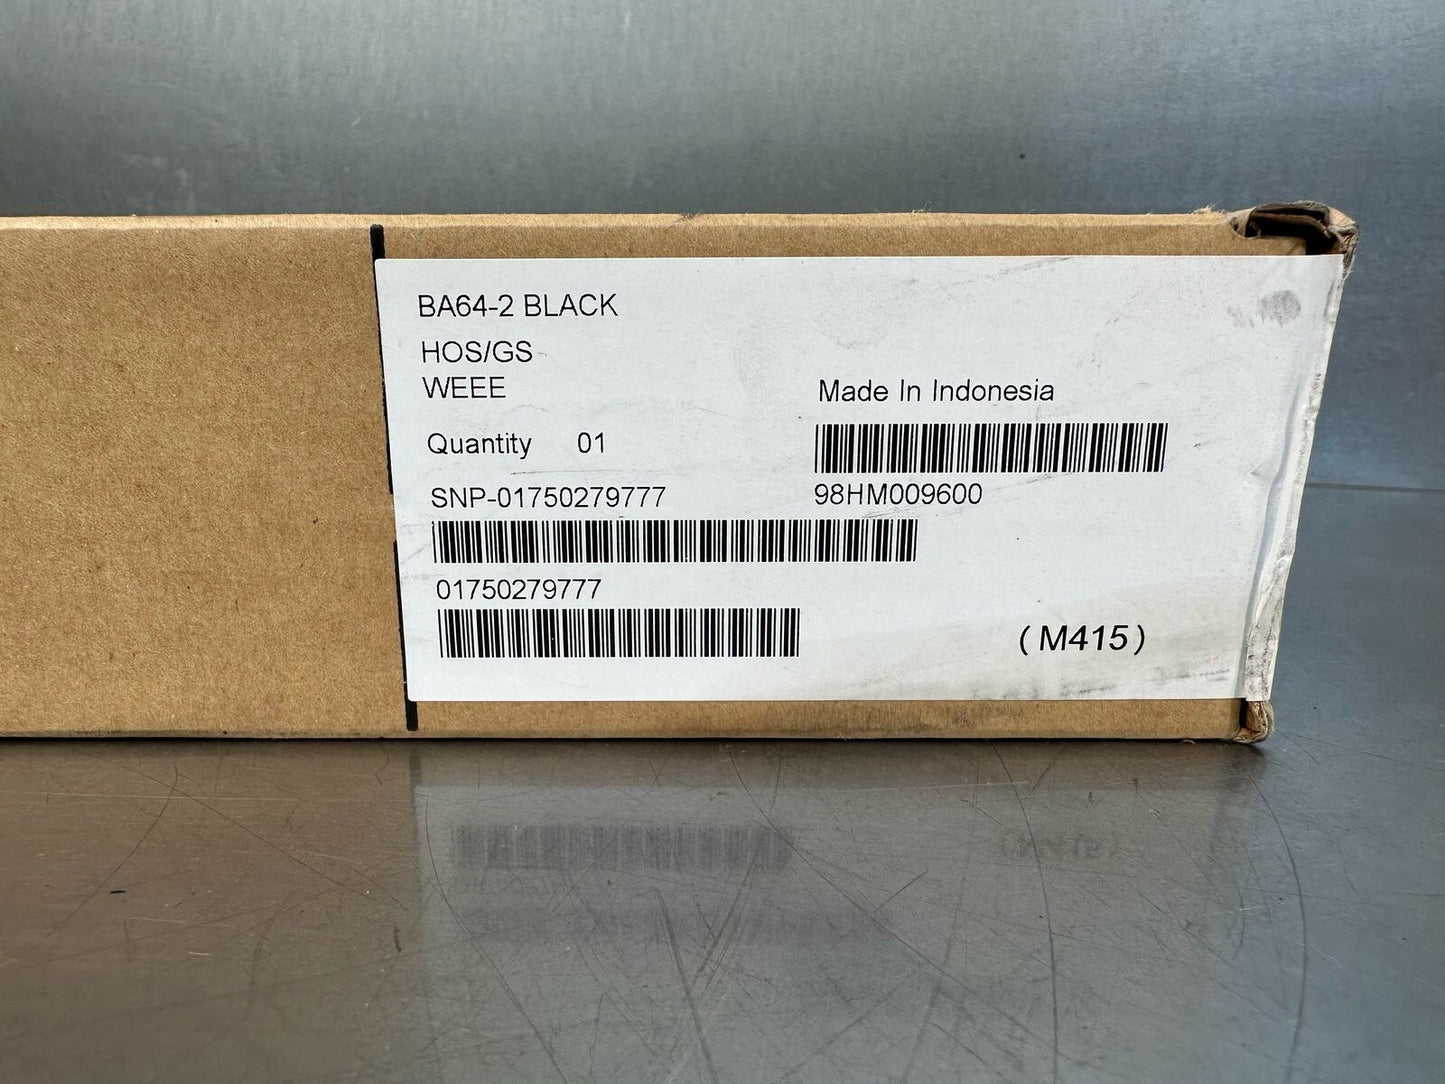 BA64-2 BLACK
HOS/GS
WEEE
Made In Indonesia
Quantity 01
98HM009600
SNP-01750279777
01750279777
(M415)